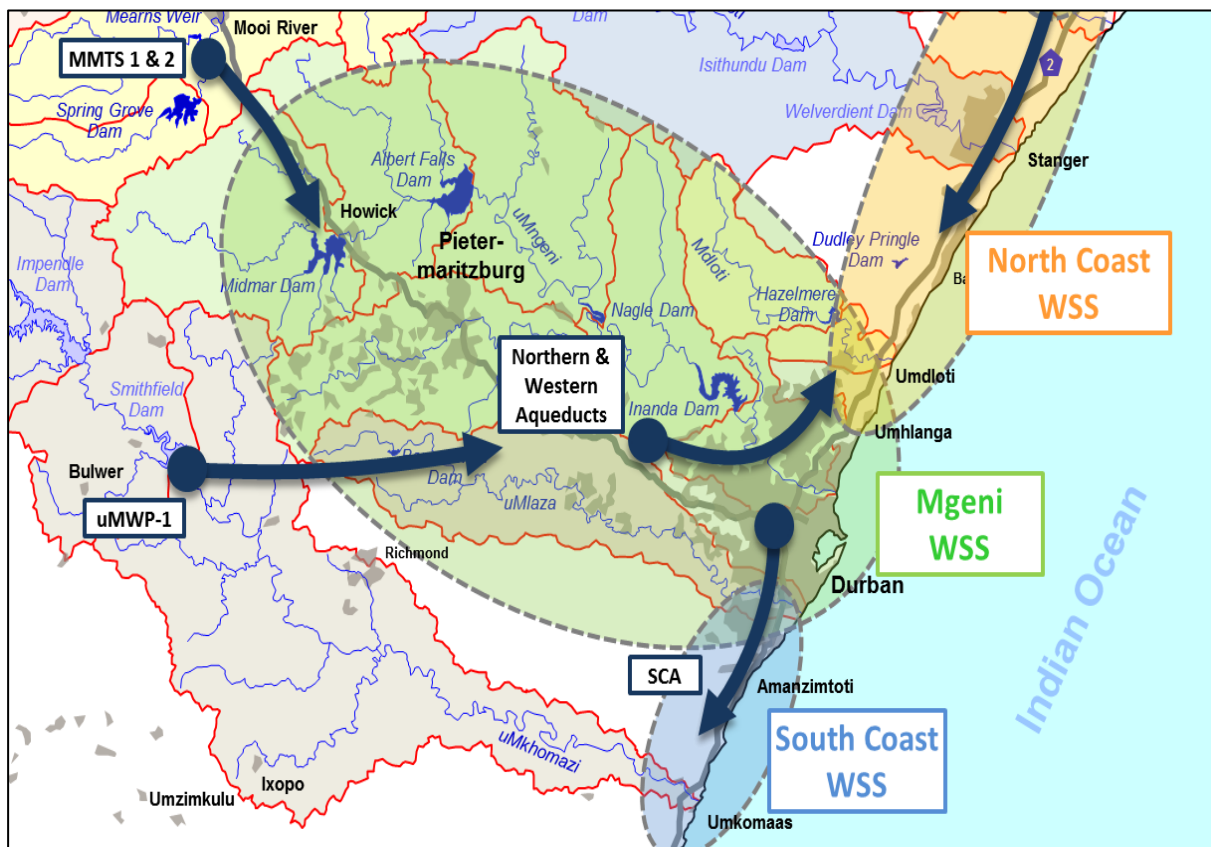 Mearns Weir
Mooi River
Dam
MMTS 1 & 2
Isithundu Dam
2
Spring Grove
Dam
Welverdient Dam
Stanger
Albert Falls
Dam
Howick
uMngeni
Pieter-
maritzburg
Mdloti
Dudley Pringle
Dam
North Coast
WSS
Impendle
Dam
Midmar Dam
Hazelmere
Dam
Nagle Dam
Northern &
Western
Aqueducts
Umdloti
Smithfield
Dam
Inanda Dam
Umhlanga
Bulwer
Dam
uMlaza
uMWP-1
Mgeni
WSS
Richmond
Durban
Indian Ocean
SCA
Amanzimtoti
South Coast
WSS
uMkhomazi
Ixopo
Umzimkulu
Umkomaas